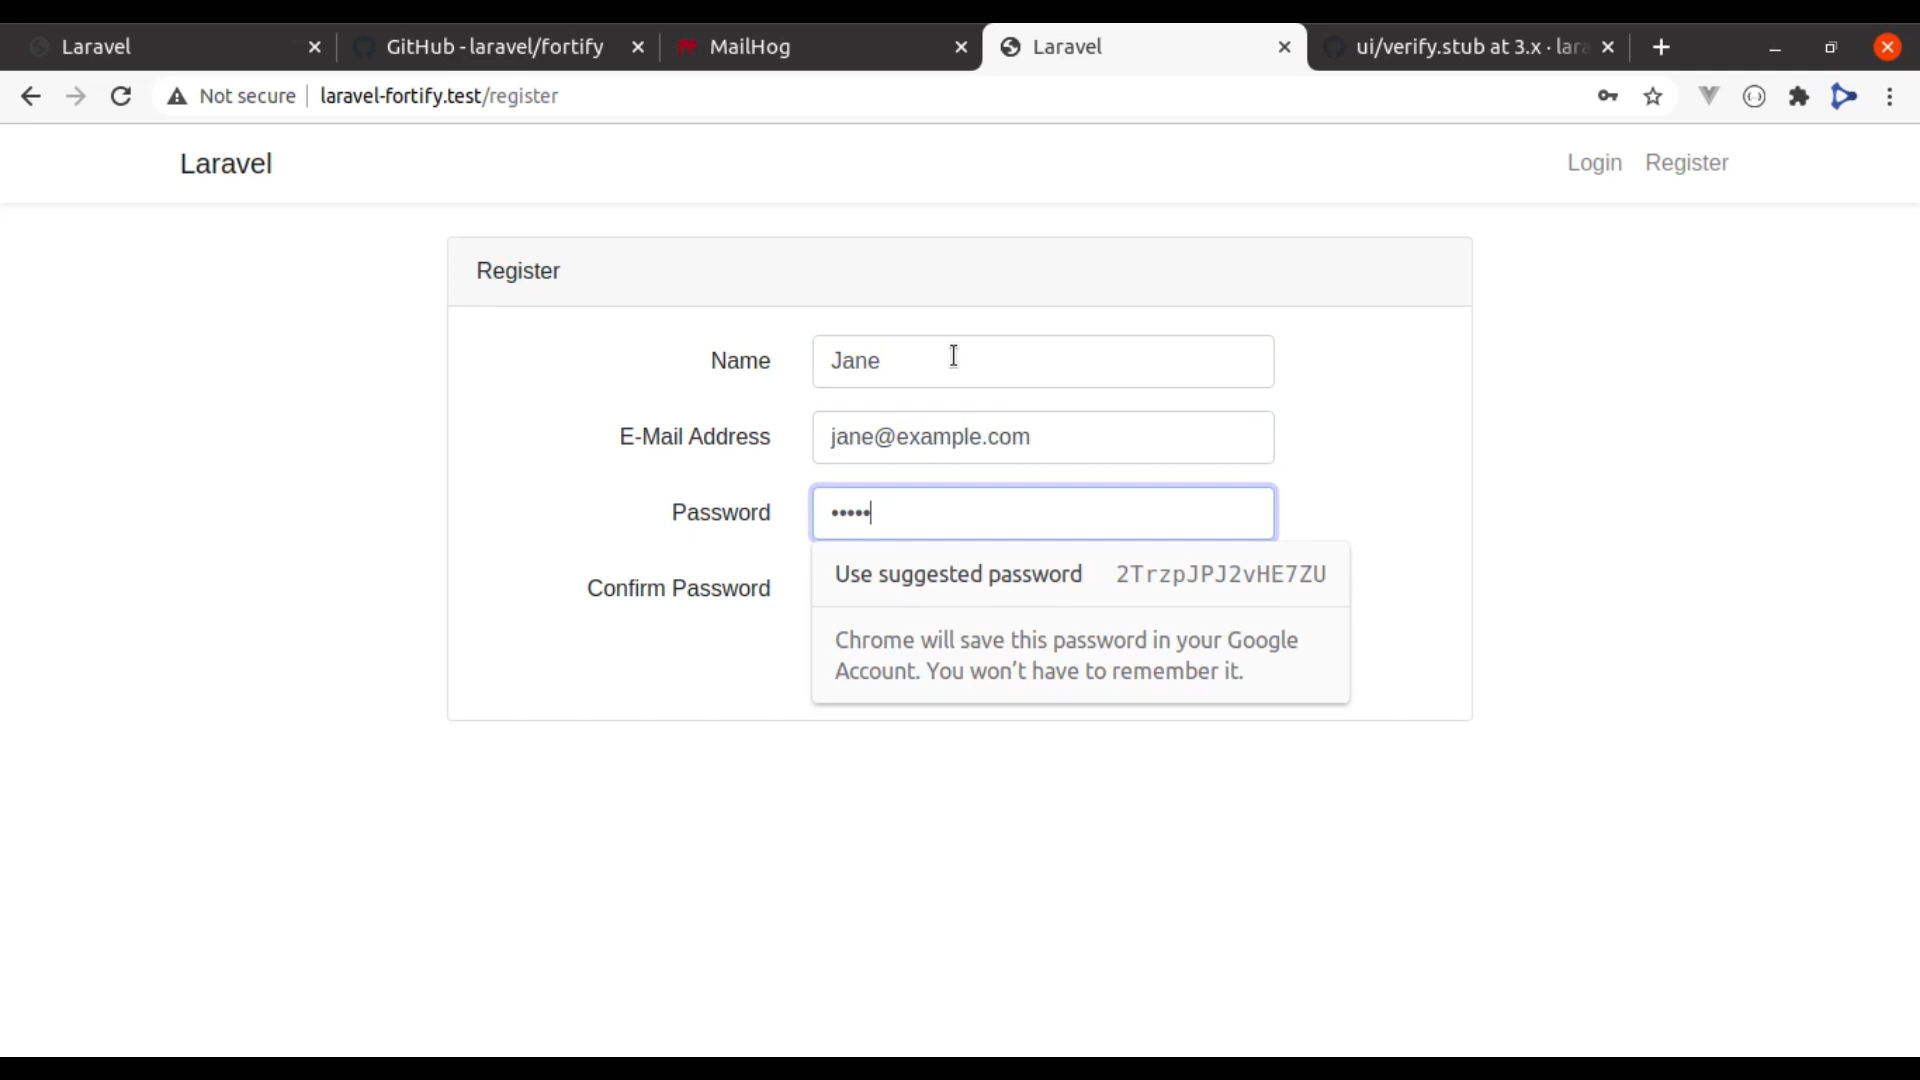 Laravel
GitHub - laravel/fortify
MailHog
Laravel
ui/verify.stub at 3.x · lara
Not secure
laravel-fortify.test/register
Laravel
Login
Register
Register
Name
Jane
E-Mail Address
jane@example.com
Password
•••••
Use suggested password 2TrzpJPJ2vHE7ZU
Confirm Password
Chrome will save this password in your Google
Account. You won’t have to remember it.